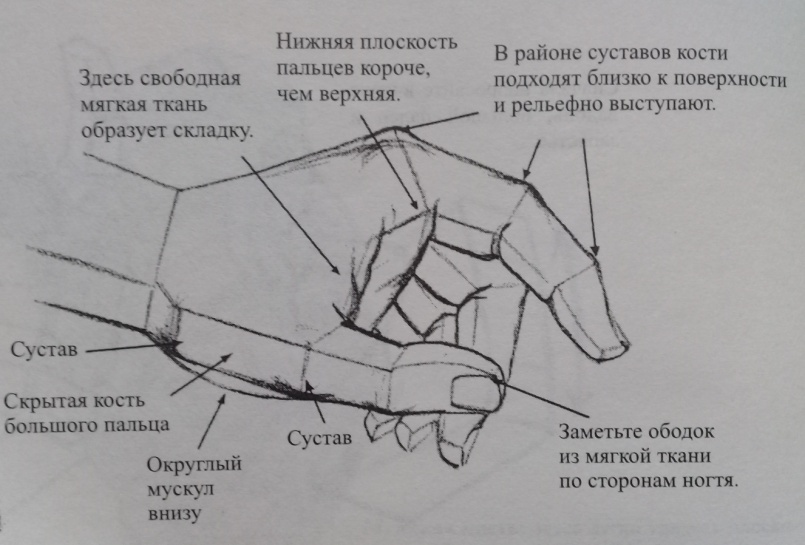 Нижняя плоскость
пальцев короче,
чем верхняя.
В районе суставов кости
подходят близко к поверхности
и рельефно выступают.
Здесь свободная
мягкая ткань
образует складку.
Сустав
Скрытая кость
большого пальца
Округлый
мускул
внизу
Сустав
Заметьте ободок
из мягкой ткани
по сторонам ногтя.